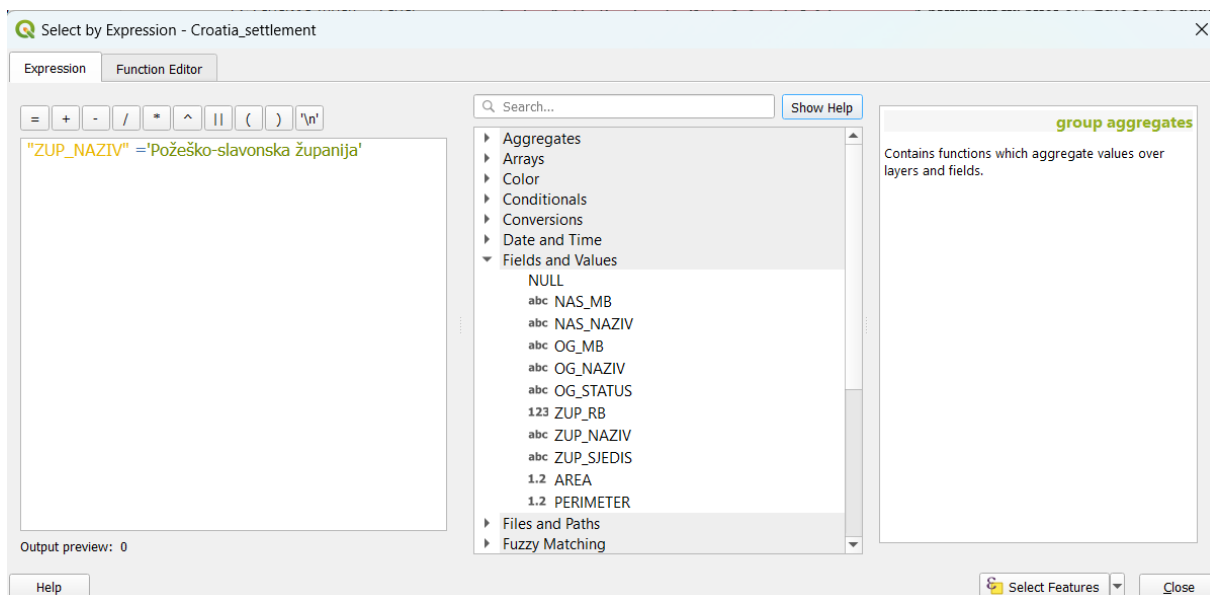 Select by Expression - Croatia_settlement
Expression
Function Editor
= + - / * ^ || ( ) '\n'
"ZUP_NAZIV" ='Požeško-slavonska županija'
Output preview: 0
Search...
Show Help
Aggregates
Arrays
Color
Conditionals
Conversions
Date and Time
Fields and Values
NULL
abc NAS_MB
abc NAS_NAZIV
abc OG_MB
abc OG_NAZIV
abc OG_STATUS
123 ZUP_RB
abc ZUP_NAZIV
abc ZUP_SJEDIS
1.2 AREA
1.2 PERIMETER
Files and Paths
Fuzzy Matching
group aggregates
Contains functions which aggregate values over
layers and fields.
Help
Select Features
Close